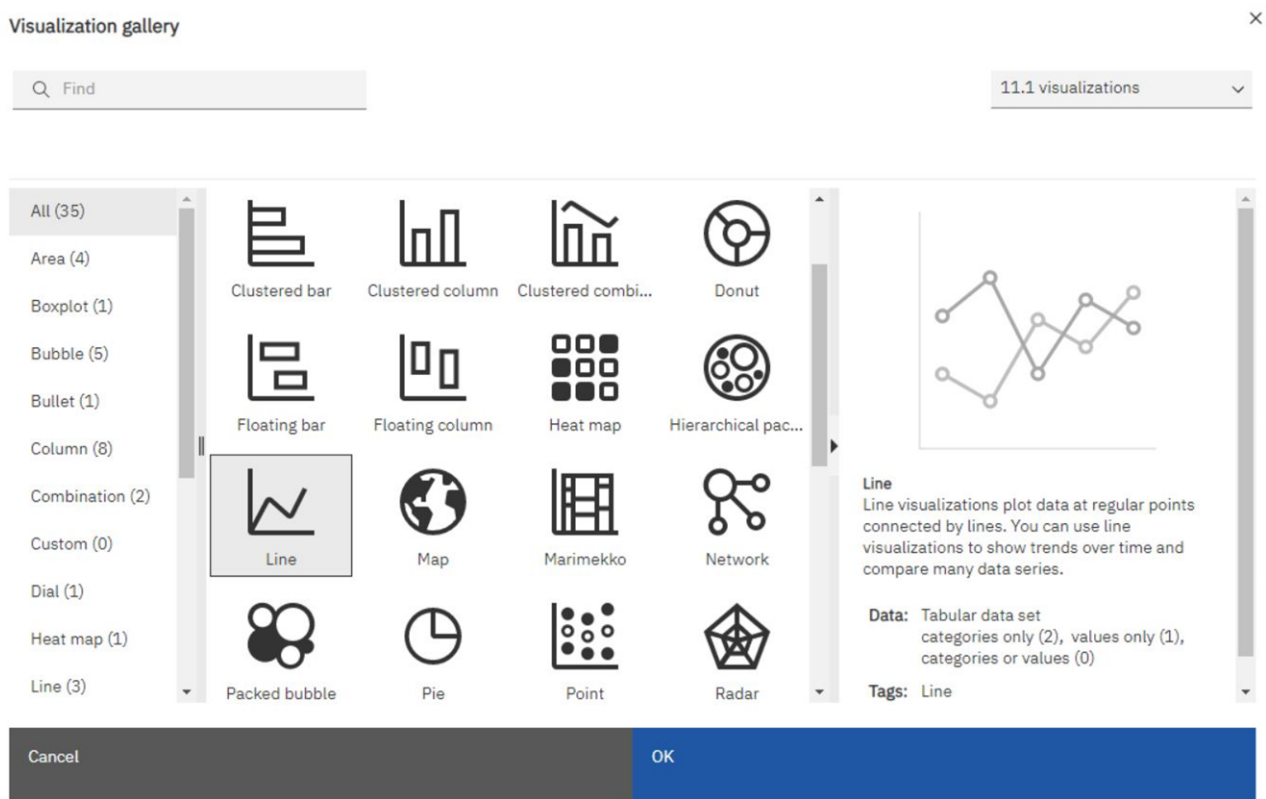 Visualization gallery
Find
11.1 visualizations
All (35)
Area (4)
Boxplot (1)
Bubble (5)
Bullet (1)
Column (8)
Combination (2)
Custom (0)
Dial (1)
Heat map (1)
Line (3)
Clustered bar
Clustered column
Clustered combi...
Donut
Floating bar
Floating column
Heat map
Hierarchical pac...
Line
Map
Marimekko
Network
Packed bubble
Pie
Point
Radar
Line
Line visualizations plot data at regular points
connected by lines. You can use line
visualizations to show trends over time and
compare many data series.
Data: Tabular data set
categories only (2), values only (1),
categories or values (0)
Tags: Line
Cancel
OK